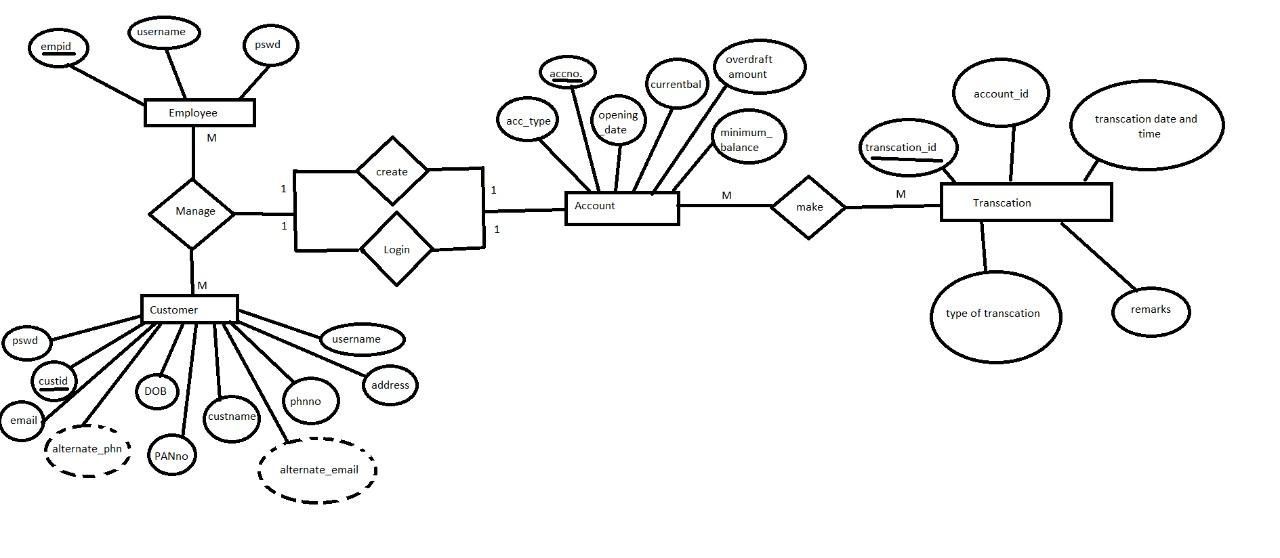 empid
username
pswd
Employee
M
Manage
M
Customer
pswd
custid
email
alternate_phn
DOB
PANno
custname
alternate_email
phnno
address
username
1
1
create
Login
1
1
acc_type
accno.
opening
_date
currentbal
overdraft
amount
minimum_
balance
Account
M
make
M
transcation_id
account_id
transcation date and
time
Transcation
type of transcation
remarks